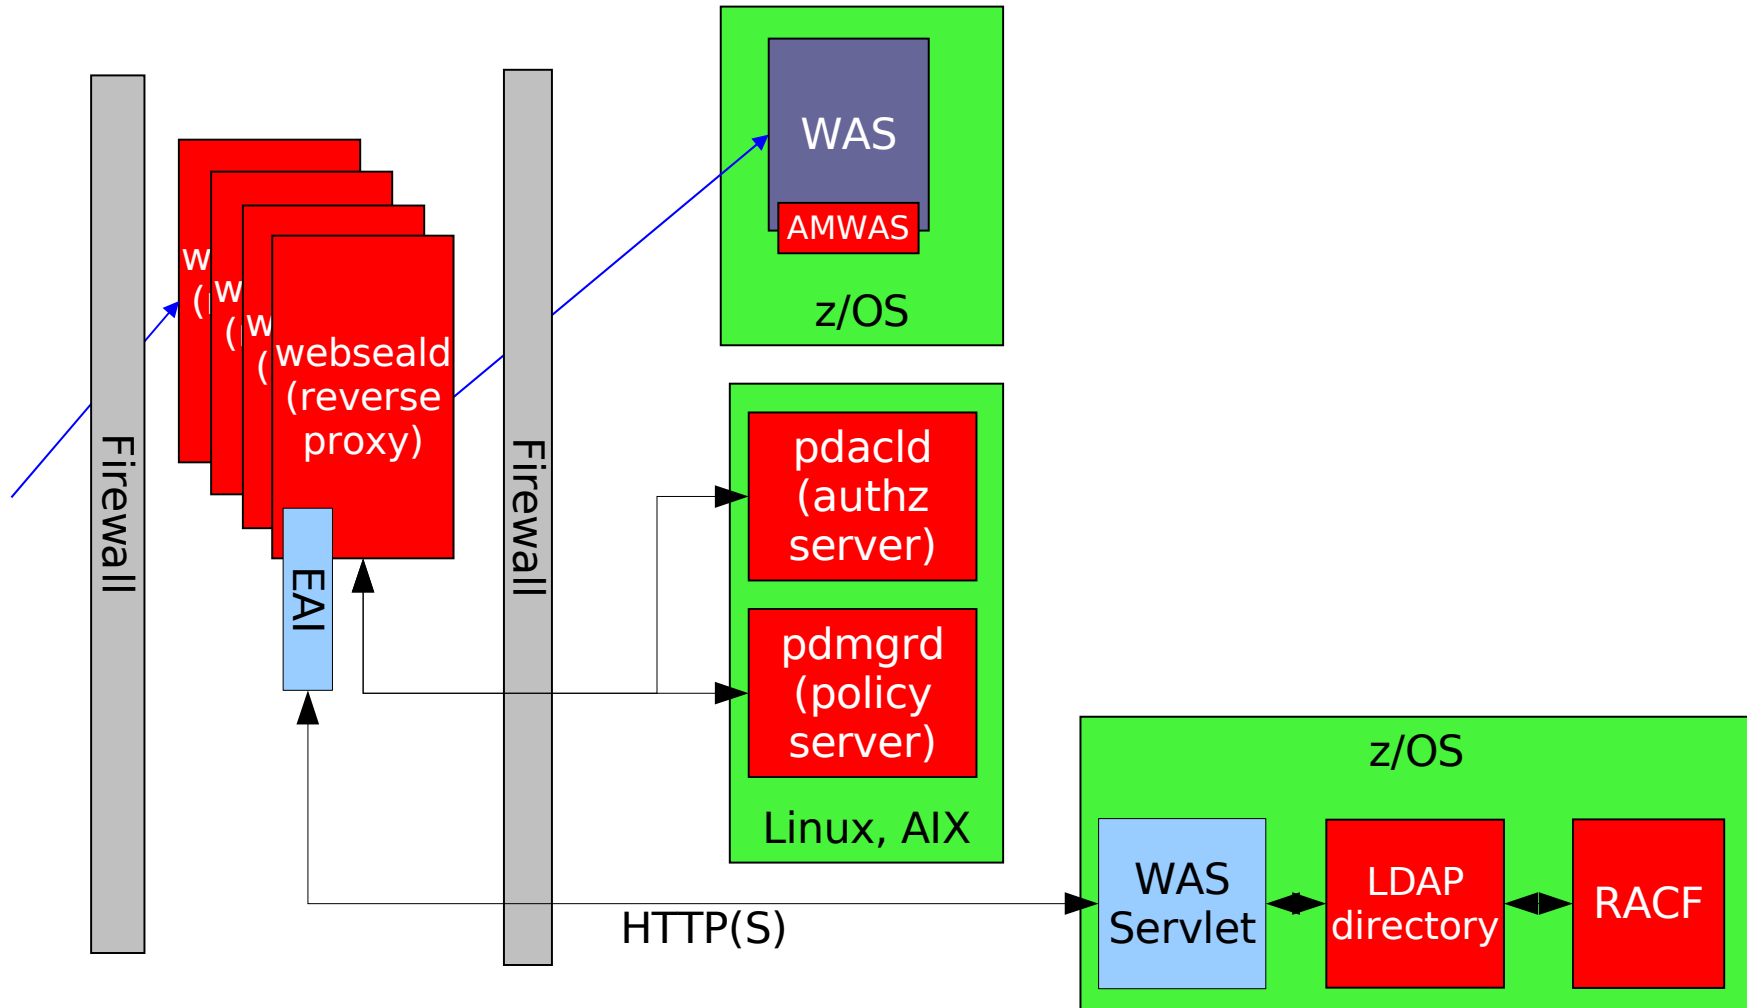 WAS
AMWAS
z/OS
Firewall
w
(
w
(
w
(
webseald
(reverse
proxy)
EAI
Firewall
pdacld
(authz
server)
pdmgrd
(policy
server)
Linux, AIX
z/OS
WAS
Servlet
LDAP
directory
RACF
HTTP(S)